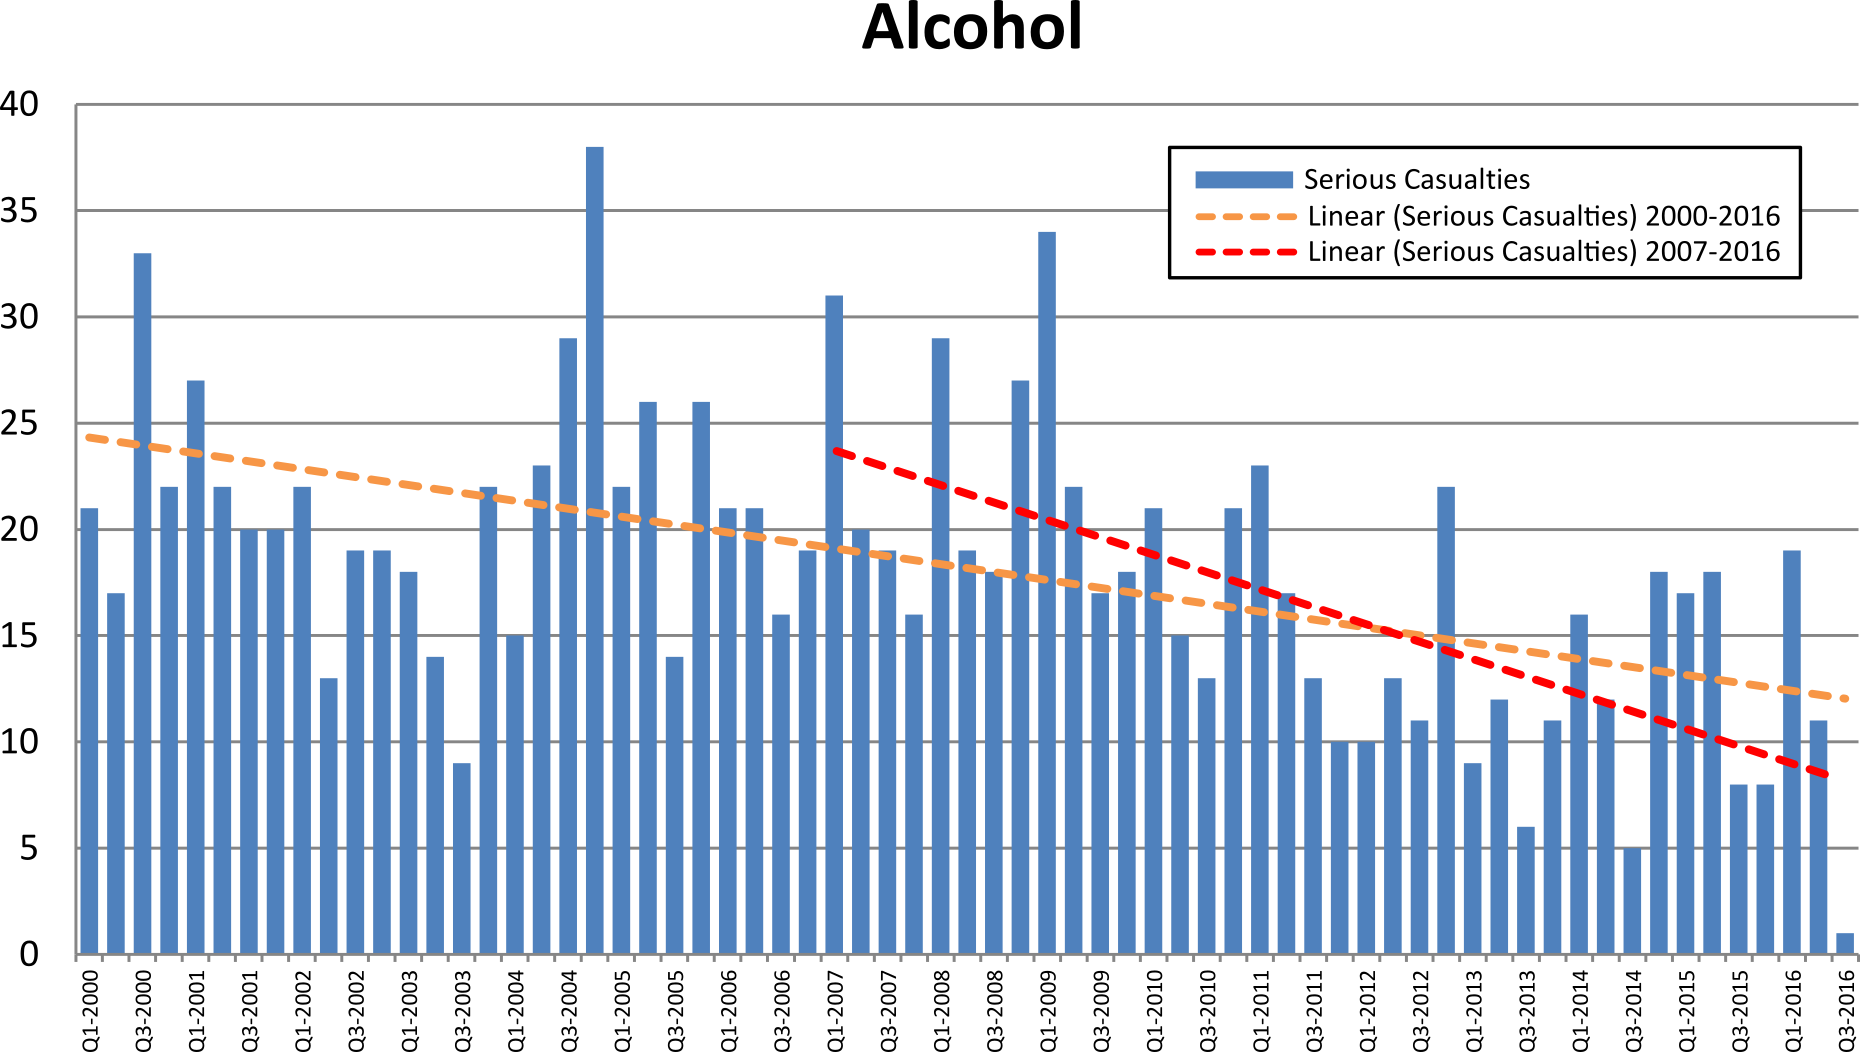 Alcohol
40
35
30
25
20
15
10
5
0
Serious Casualties
Linear (Serious Casualties) 2000-2016
Linear (Serious Casualties) 2007-2016
Q1-2000
Q3-2000
Q1-2001
Q3-2001
Q1-2002
Q3-2002
Q1-2003
Q3-2003
Q1-2004
Q3-2004
Q1-2005
Q3-2005
Q1-2006
Q3-2006
Q1-2007
Q3-2007
Q1-2008
Q3-2008
Q1-2009
Q3-2009
Q1-2010
Q3-2010
Q1-2011
Q3-2011
Q1-2012
Q3-2012
Q1-2013
Q3-2013
Q1-2014
Q3-2014
Q1-2015
Q3-2015
Q1-2016
Q3-2016